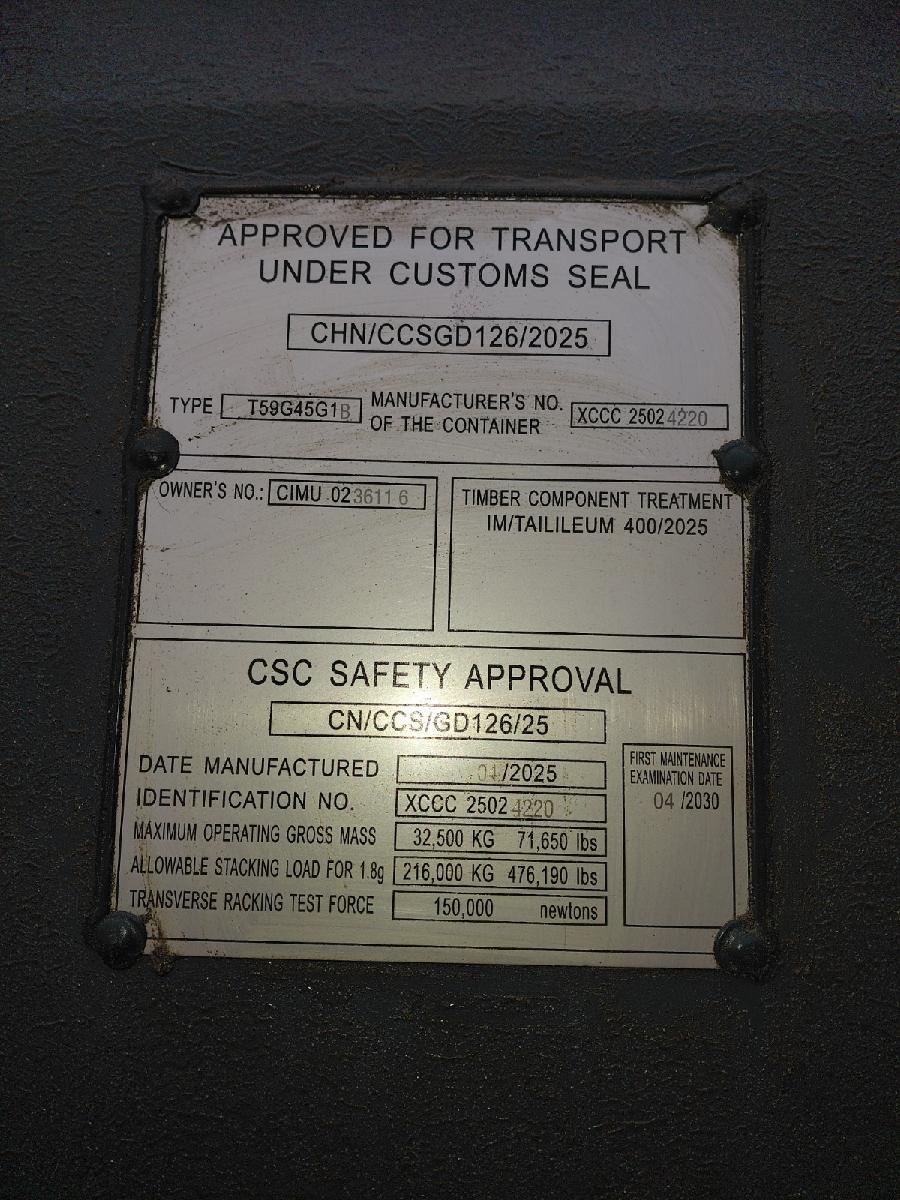 APPROVED FOR TRANSPORT
UNDER CUSTOMS SEAL
CHN/CCSGD126/2025
TYPE T59G45G1B
MANUFACTURER'S NO.
OF THE CONTAINER
XCCC 25024220
OWNER'S NO.: CIMU 023611 6
TIMBER COMPONENT TREATMENT
IM/TAILILEUM 400/2025
CSC SAFETY APPROVAL
CN/CCS/GD126/25
DATE MANUFACTURED /2025
IDENTIFICATION NO. XCCC 25024220
MAXIMUM OPERATING GROSS MASS 32,500 KG 71,650 lbs
ALLOWABLE STACKING LOAD FOR 1.8g 216,000 KG 476,190 lbs
TRANSVERSE RACKING TEST FORCE 150,000 newtons
FIRST MAINTENANCE
EXAMINATION DATE
04 /2030